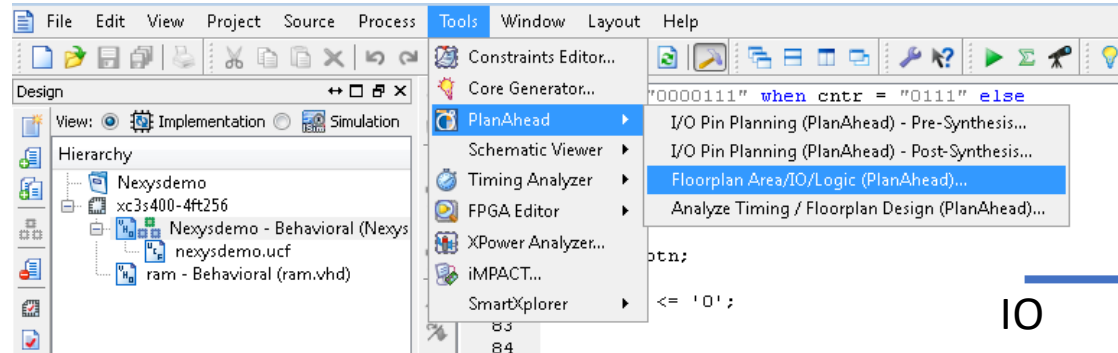 File Edit View Project Source Process Tools Window Layout Help
Design
View: Implementation Simulation
Hierarchy
Nexysdemo
xc3s400-4ft256
Nexysdemo - Behavioral (Nexys
nexysdemo.ucf
ram - Behavioral (ram.vhd)
Constraints Editor...
Core Generator...
PlanAhead
Schematic Viewer
Timing Analyzer
FPGA Editor
XPower Analyzer...
iMPACT...
SmartXplorer
I/O Pin Planning (PlanAhead) - Pre-Synthesis...
I/O Pin Planning (PlanAhead) - Post-Synthesis...
Floorplan Area/IO/Logic (PlanAhead)...
Analyze Timing / Floorplan Design (PlanAhead)...
"0000111" when cntr = "0111" else
btn;
<= '0';
83
84
IO